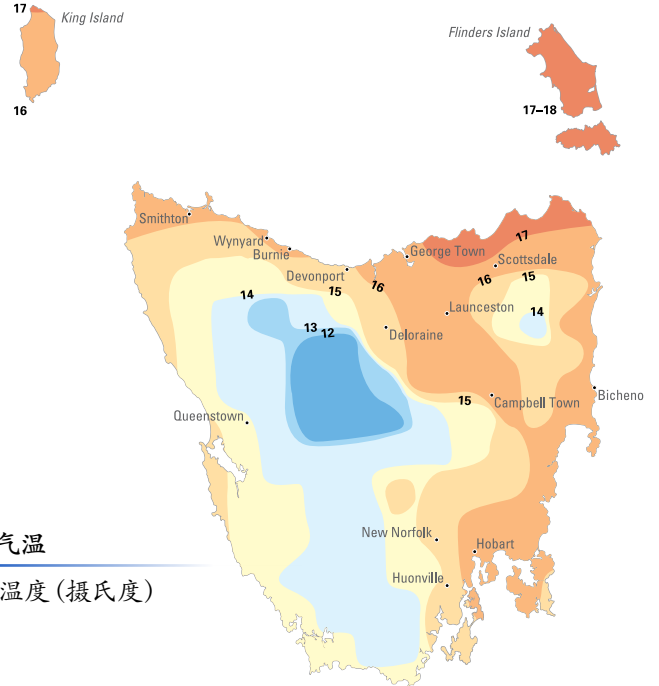 17
King Island
Flinders Island
16
17–18
Smithton
17
Wynyard
Burnie
George Town
Scottsdale
Devonport
16
15
15
16
14
Launceston
14
13
12
Deloraine
15
Campbell Town
Bicheno
Queenstown
New Norfolk
Hobart
Huonville
气温
温度 (摄氏度)